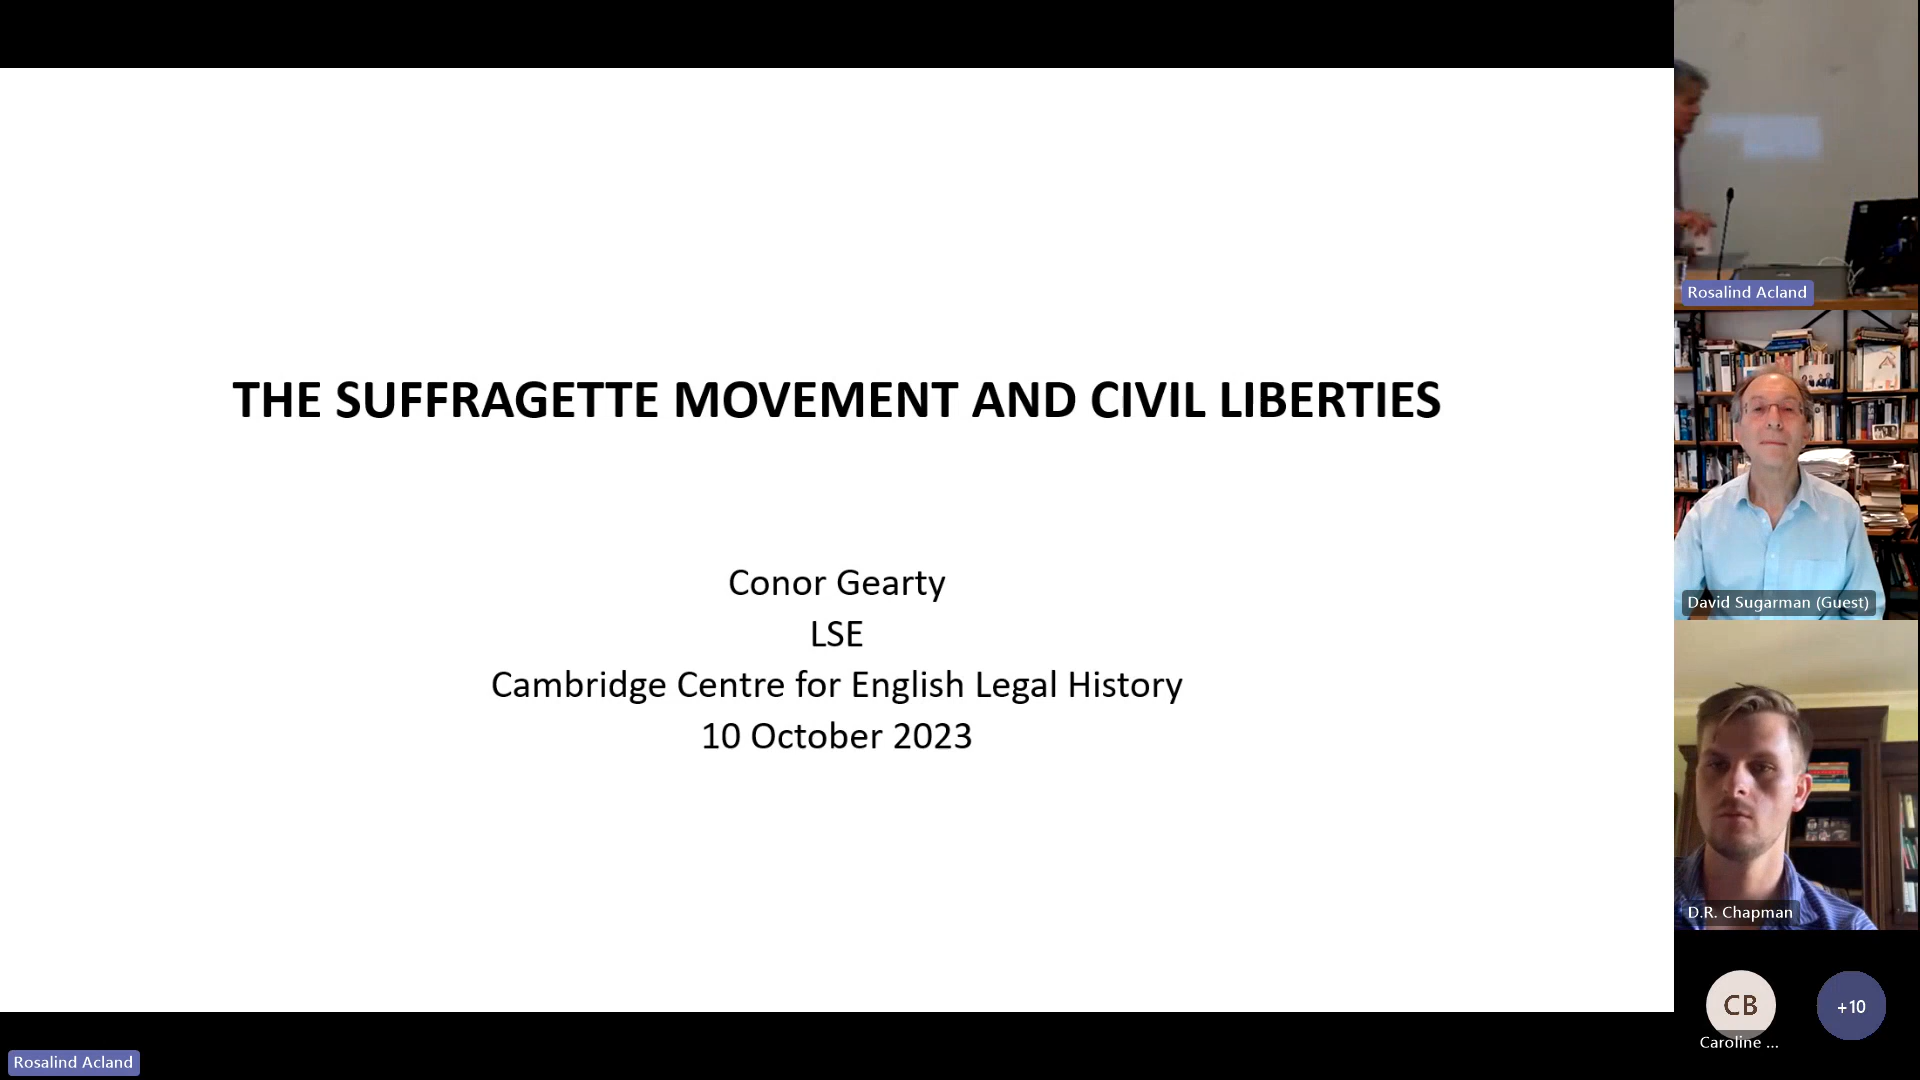 THE SUFFRAGETTE MOVEMENT AND CIVIL LIBERTIES
Conor Gearty
LSE
Cambridge Centre for English Legal History
10 October 2023
Rosalind Acland
David Sugarman (Guest)
D.R. Chapman
CB
+10
Caroline ...
Rosalind Acland